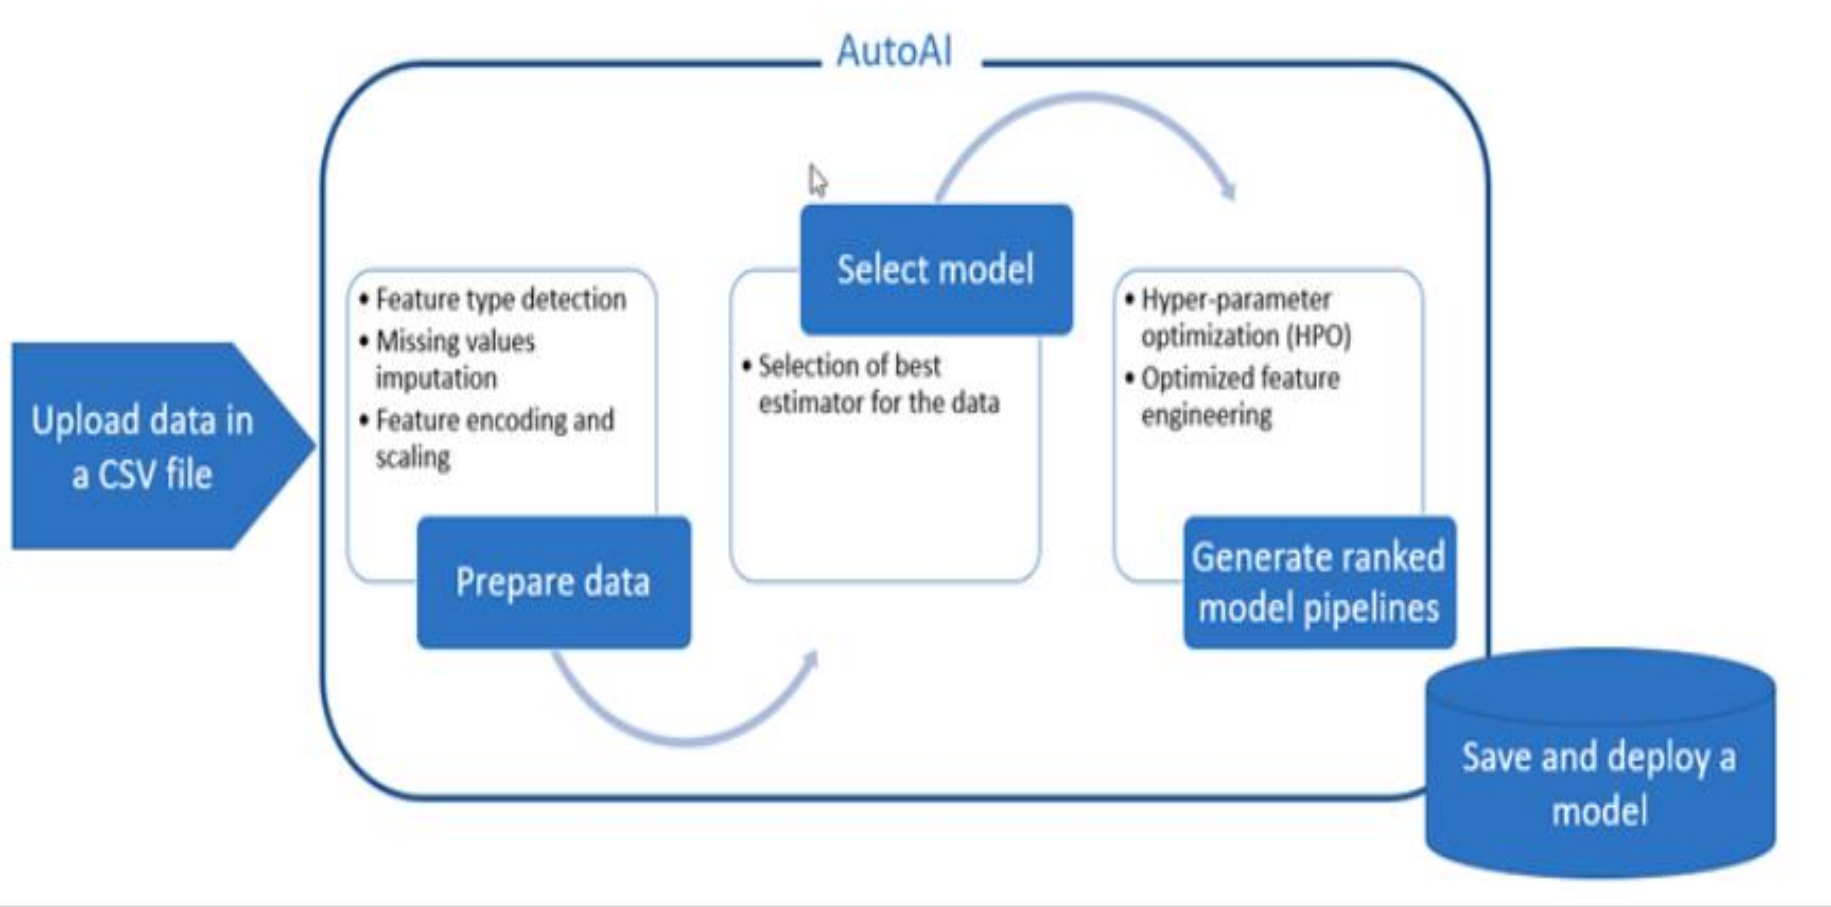 AutoAI
Upload data in
a CSV file
• Feature type detection
• Missing values
imputation
• Feature encoding and
scaling
Prepare data
Select model
• Selection of best
estimator for the data
• Hyper-parameter
optimization (HPO)
• Optimized feature
engineering
Generate ranked
model pipelines
Save and deploy a
model